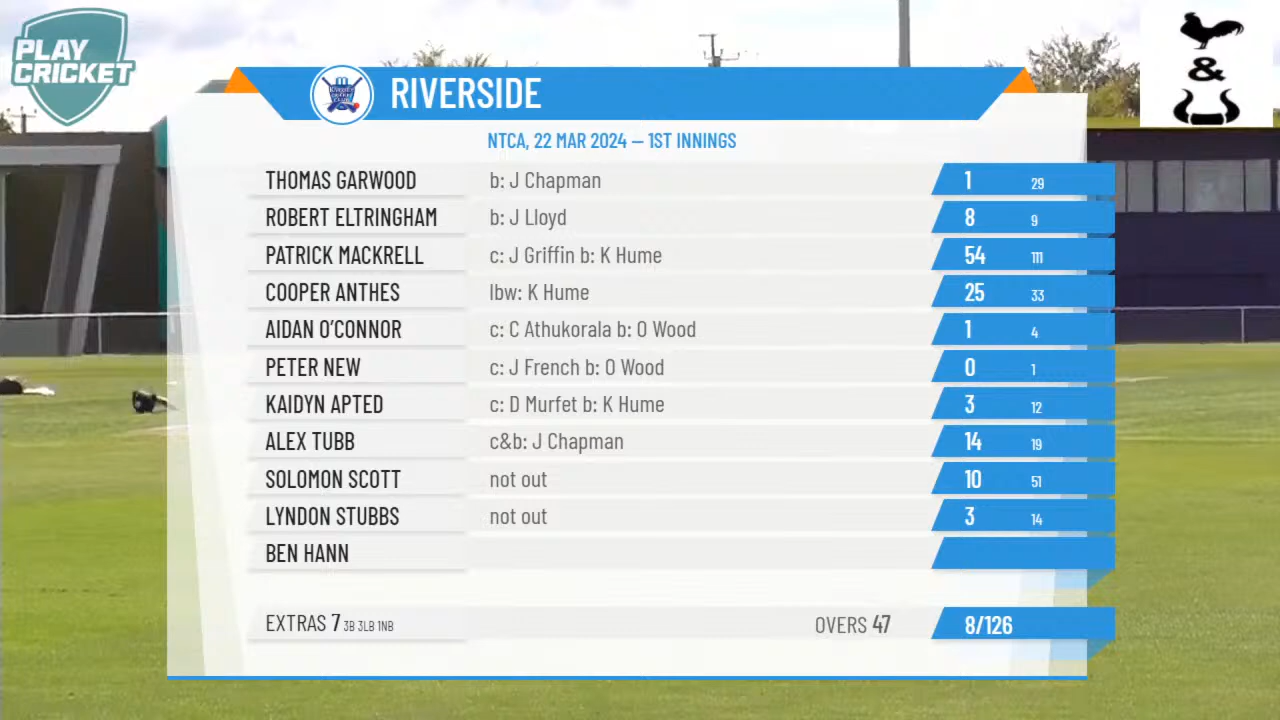 PLAY
CRICKET
&
RIVERSIDE
NTCA, 22 MAR 2024 – 1ST INNINGS
THOMAS GARWOOD b: J Chapman 1 29
ROBERT ELTRINGHAM b: J Lloyd 8 9
PATRICK MACKRELL c: J Griffin b: K Hume 54 111
COOPER ANTHES lbw: K Hume 25 33
AIDAN O'CONNOR c: C Athukorala b: O Wood 1 4
PETER NEW c: J French b: O Wood 0 1
KAIDYN APTED c: D Murfet b: K Hume 3 12
ALEX TUBB c&b: J Chapman 14 19
SOLOMON SCOTT not out 10 51
LYNDON STUBBS not out 3 14
BEN HANN
EXTRAS 7 3B 3LB 1NB OVERS 47 8/126